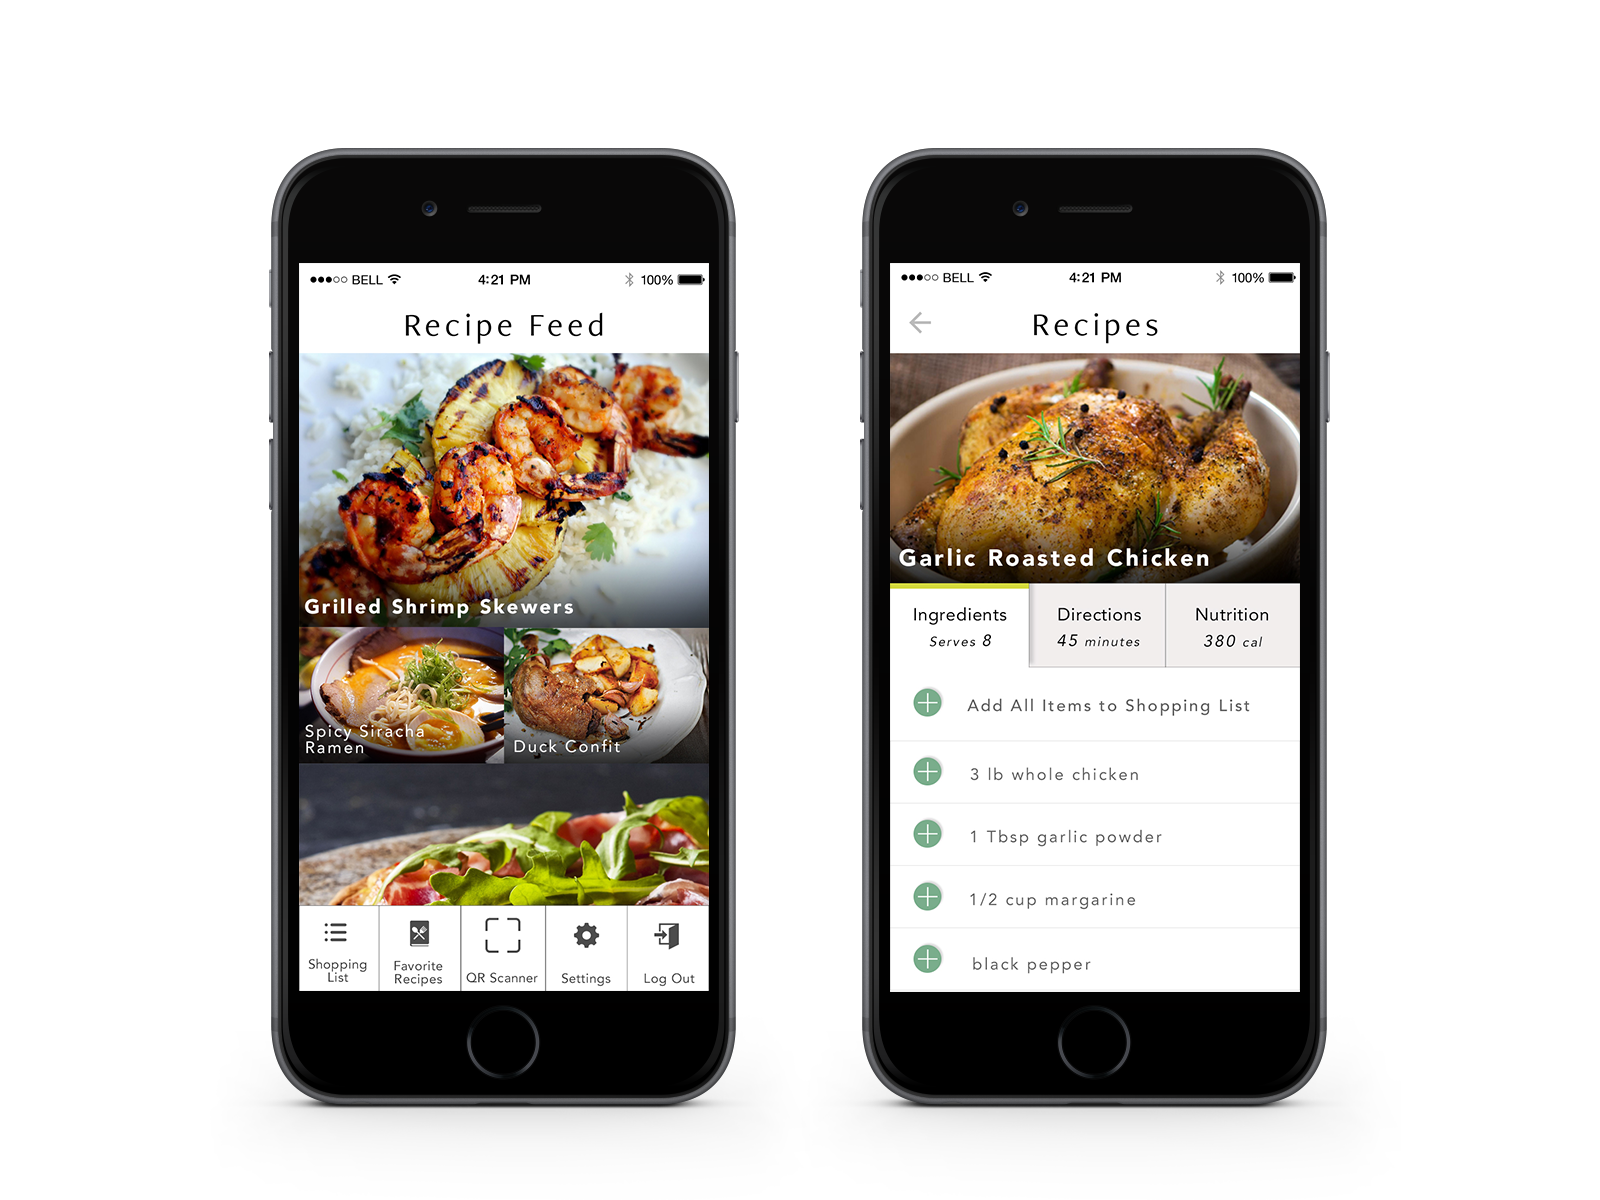 BELL 4:21 PM 100%
Recipe Feed
Grilled Shrimp Skewers
Spicy Siracha
Ramen
Duck Confit
Shopping
List
Favorite
Recipes
QR Scanner
Settings
Log Out
BELL 4:21 PM 100%
Recipes
Garlic Roasted Chicken
Ingredients
Serves 8
Directions
45 minutes
Nutrition
380 cal
Add All Items to Shopping List
3 lb whole chicken
1 Tbsp garlic powder
1/2 cup margarine
black pepper